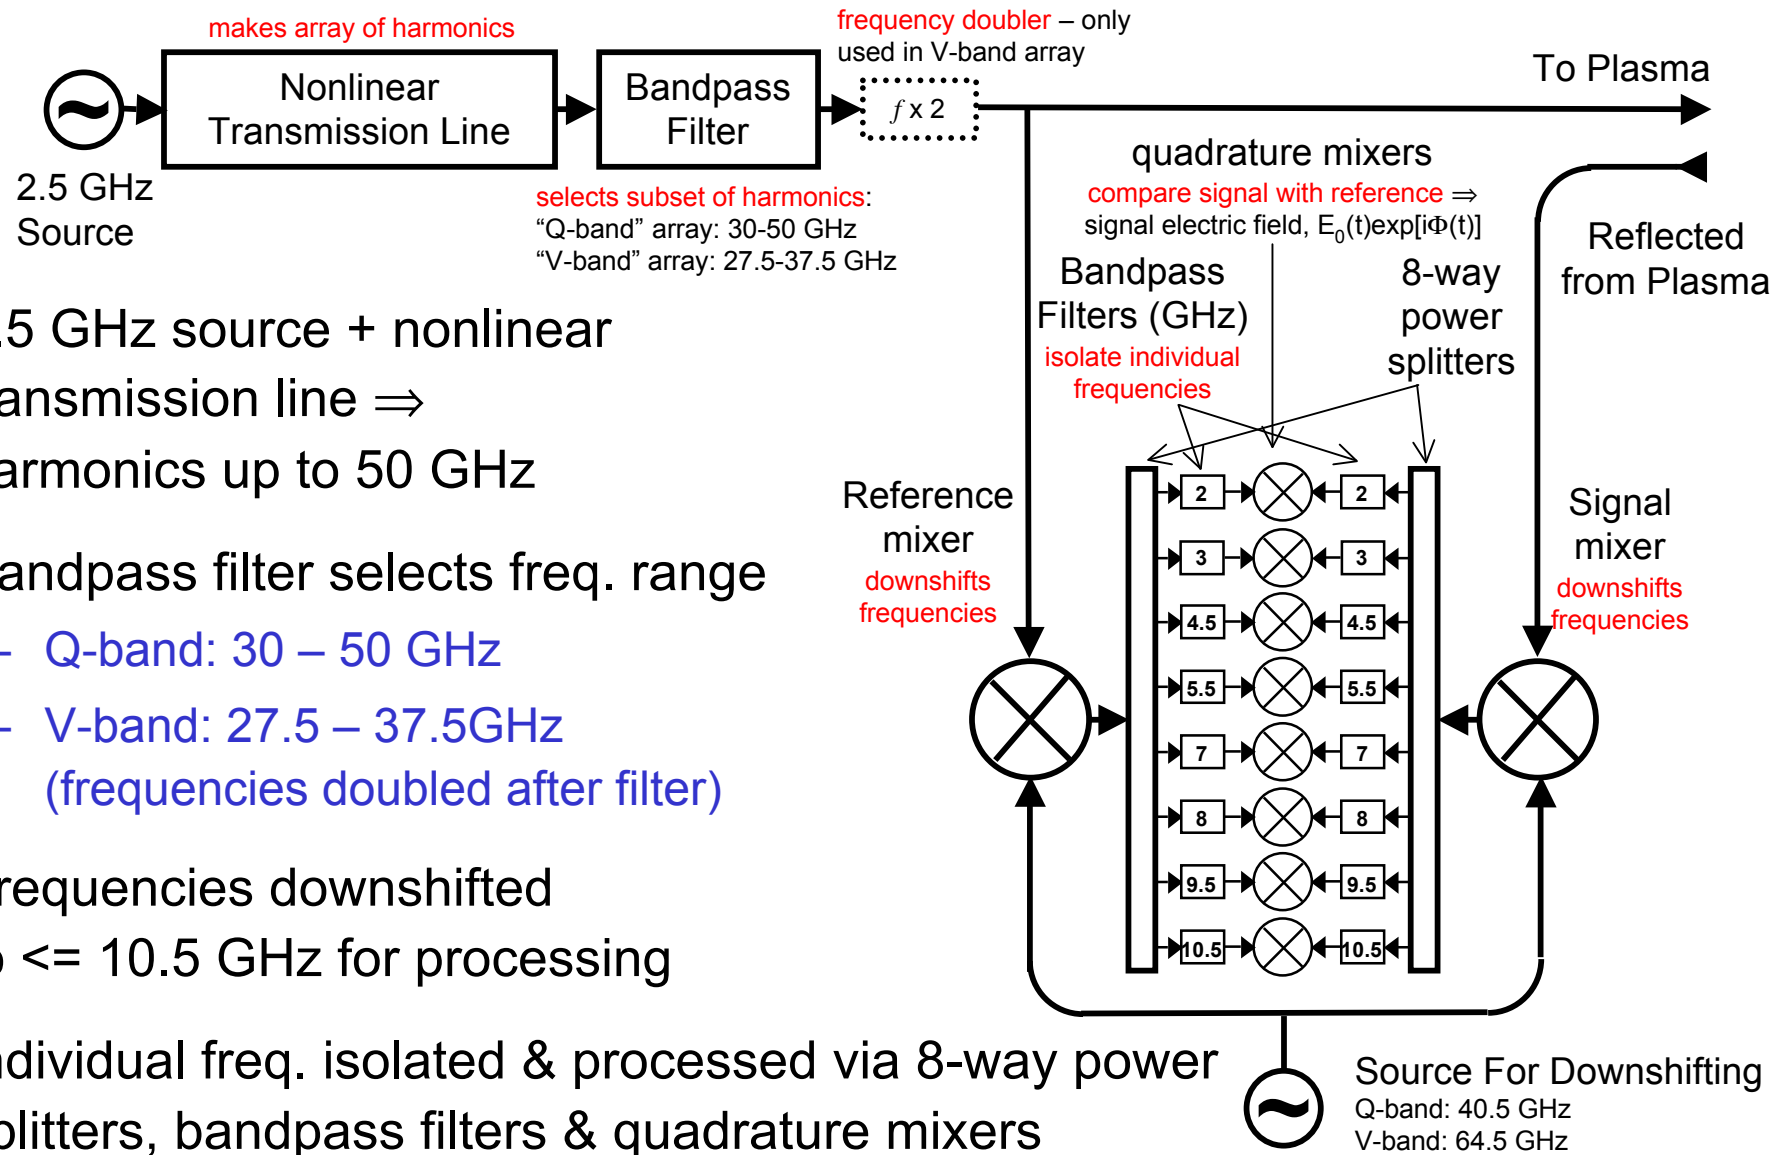 makes array of harmonics
frequency doubler – only
used in V-band array
Nonlinear
Transmission Line
Bandpass
Filter
f x 2
To Plasma
2.5 GHz
Source
selects subset of harmonics:
“Q-band” array: 30-50 GHz
“V-band” array: 27.5-37.5 GHz
quadrature mixers
compare signal with reference ⇒
signal electric field, E0(t)exp[iΦ(t)]
Reflected
from Plasma
Bandpass
Filters (GHz)
isolate individual
frequencies
8-way
power
splitters
.5 GHz source + nonlinear
ansmission line ⇒
armonics up to 50 GHz
andpass filter selects freq. range
- Q-band: 30 – 50 GHz
- V-band: 27.5 – 37.5GHz
(frequencies doubled after filter)
requencies downshifted
o <= 10.5 GHz for processing
ndividual freq. isolated & processed via 8-way power
plitters, bandpass filters & quadrature mixers
Reference
mixer
downshifts
frequencies
2 2
3 3
4.5 4.5
5.5 5.5
7 7
8 8
9.5 9.5
10.5 10.5
Signal
mixer
downshifts
frequencies
Source For Downshifting
Q-band: 40.5 GHz
V-band: 64.5 GHz